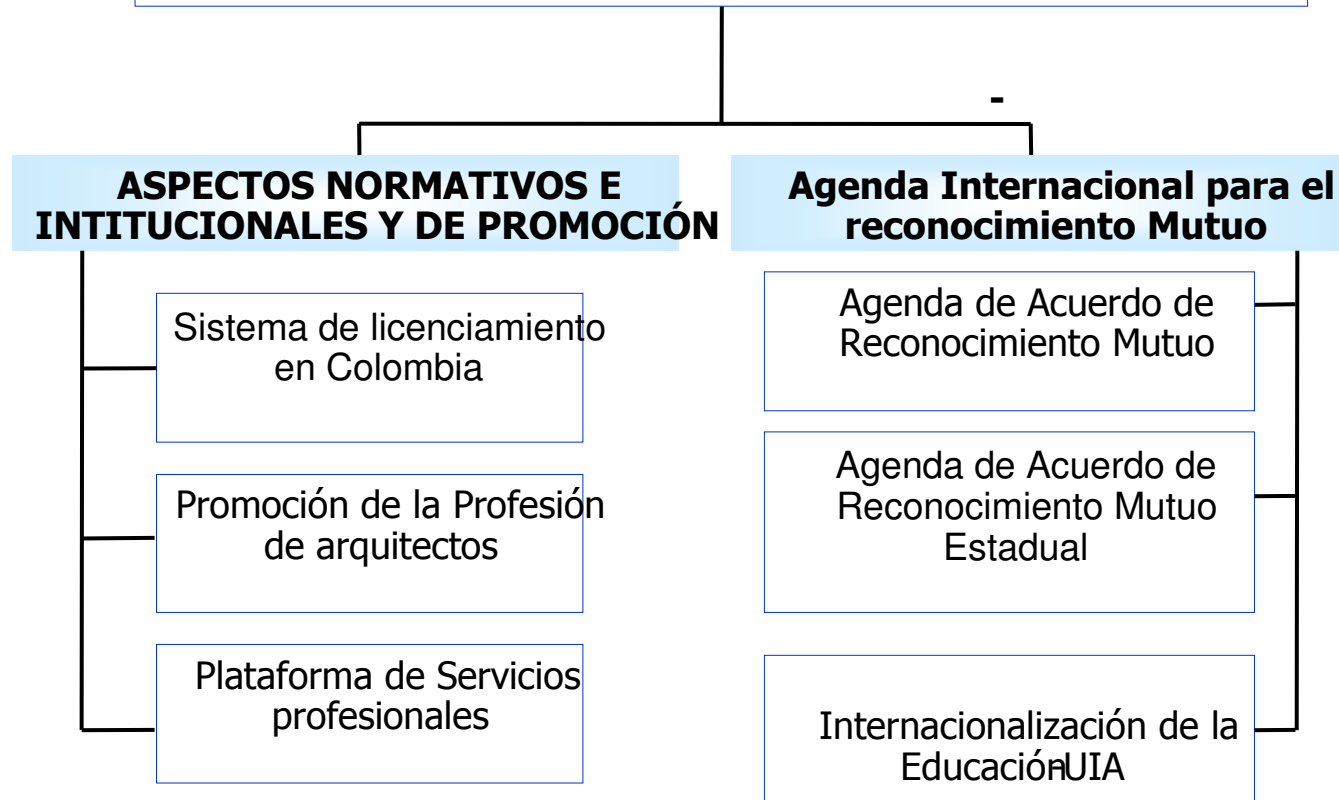 -
ASPECTOS NORMATIVOS E
INTITUCIONALES Y DE PROMOCIÓN
Sistema de licenciamiento
en Colombia
Promoción de la Profesión
de arquitectos
Plataforma de Servicios
profesionales
Agenda Internacional para el
reconocimiento Mutuo
Agenda de Acuerdo de
Reconocimiento Mutuo
Agenda de Acuerdo de
Reconocimiento Mutuo
Estadual
Internacionalización de la
Educación-UIA